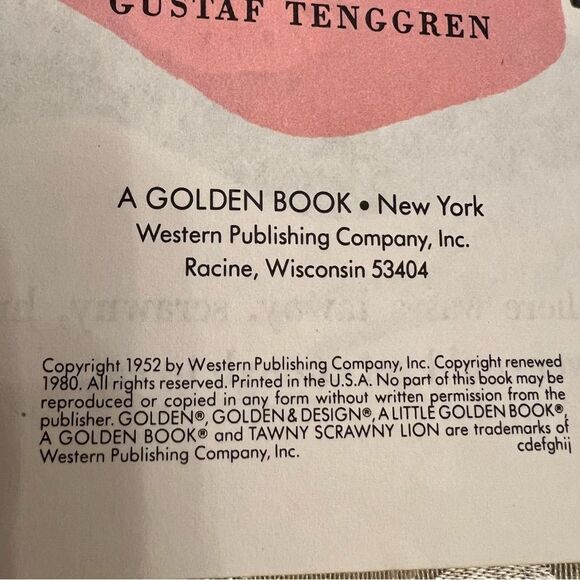 GUSTAF TENGGREN
A GOLDEN BOOK • New York
Western Publishing Company, Inc.
Racine, Wisconsin 53404
Copyright 1952 by Western Publishing Company, Inc. Copyright renewed
1980. All rights reserved. Printed in the U.S.A. No part of this book may be
reproduced or copied in any form without written permission from the
publisher. GOLDEN®, GOLDEN & DESIGN®, A LITTLE GOLDEN BOOK®,
A GOLDEN BOOK® and TAWNY SCRAWNY LION are trademarks of
Western Publishing Company, Inc. cdefghij